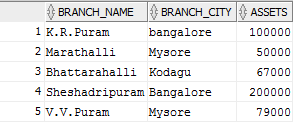 BRANCH_NAME BRANCH_CITY ASSETS
1 K.R.Puram bangalore 100000
2 Marathalli Mysore 50000
3 Bhattarahalli Kodagu 67000
4 Sheshadripuram Bangalore 200000
5 V.V.Puram Mysore 79000